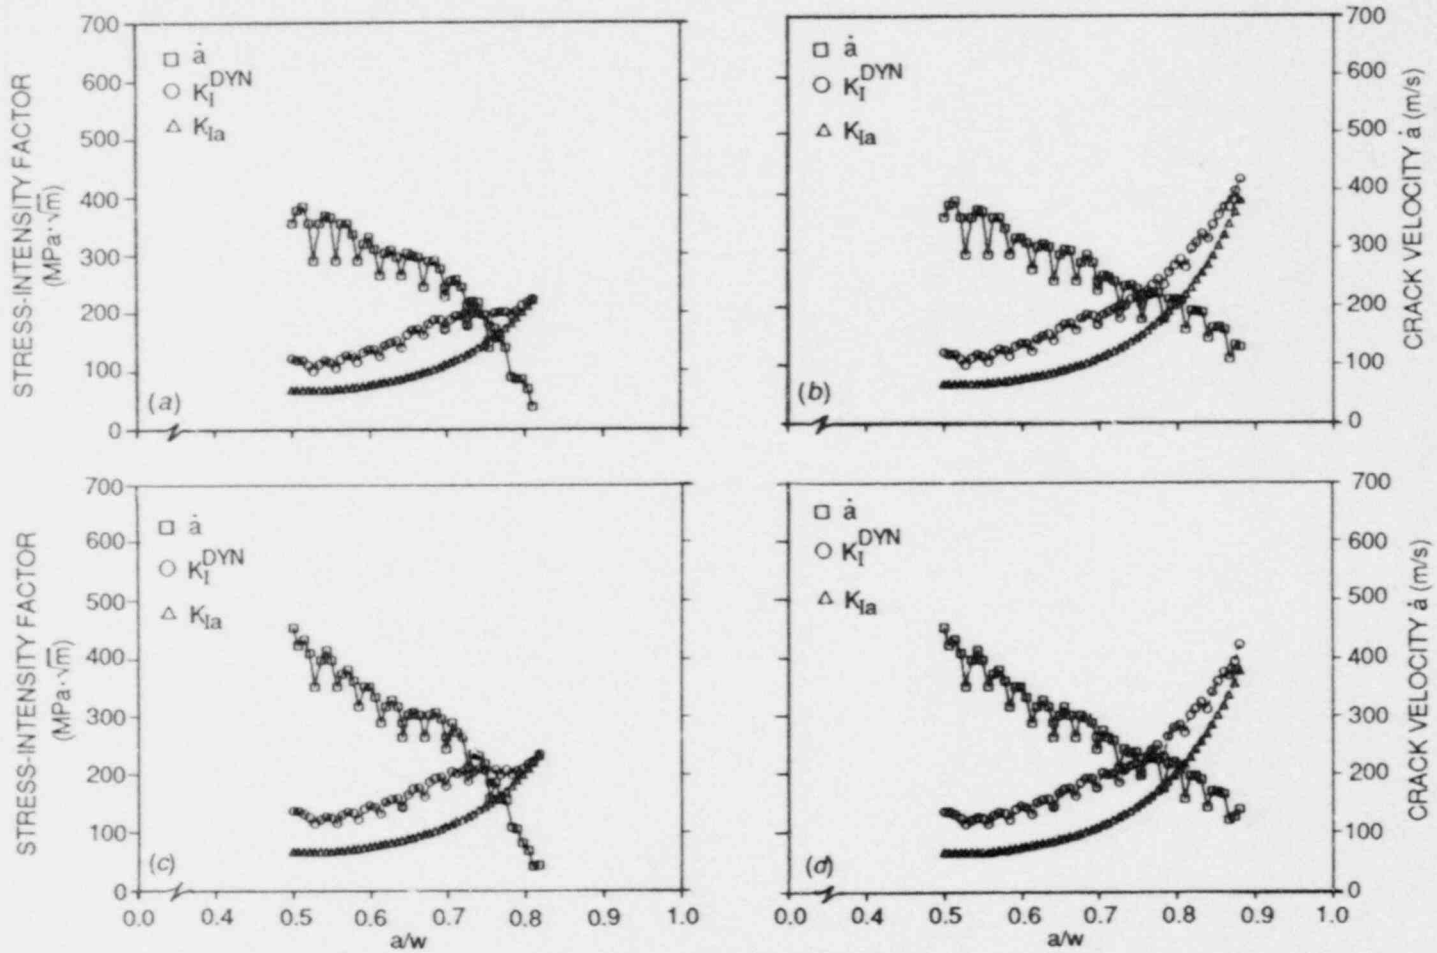 700
600
500
400
300
200
100
0
STRESS-INTENSITY FACTOR
(MPa·√m)
□ ȧ
○ K_I^DYN
△ K_Ia
(a)
□ ȧ
○ K_I^DYN
△ K_Ia
(b)
700
600
500
400
300
200
100
0
CRACK VELOCITY ȧ (m/s)
700
600
500
400
300
200
100
0
STRESS-INTENSITY FACTOR
(MPa·√m)
□ ȧ
○ K_I^DYN
△ K_Ia
(c)
0.0 0.4 0.5 0.6 0.7 0.8 0.9 1.0
a/w
□ ȧ
○ K_I^DYN
△ K_Ia
(d)
0.0 0.4 0.5 0.6 0.7 0.8 0.9 1.0
a/w
700
600
500
400
300
200
100
0
CRACK VELOCITY ȧ (m/s)